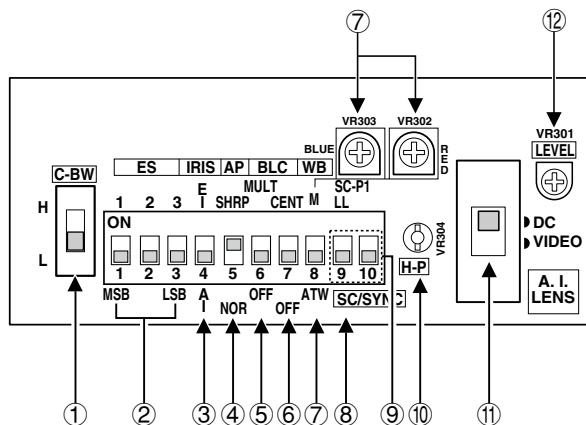 ⑦ ⑫
VR303 VR302 VR301
BLUE RED LEVEL
C-BW ES IRIS AP BLC WB
MULT SC-P1
1 2 3 EI SHRP CENT M LL
H ON DC
VR304
L 1 2 3 4 5 6 7 8 9 10 H-P VIDEO
MSB LSB AI OFF ATW SC/SYNC A. I.
NOR OFF LENS
① ② ③ ④ ⑤ ⑥ ⑦ ⑧ ⑨ ⑩ ⑪